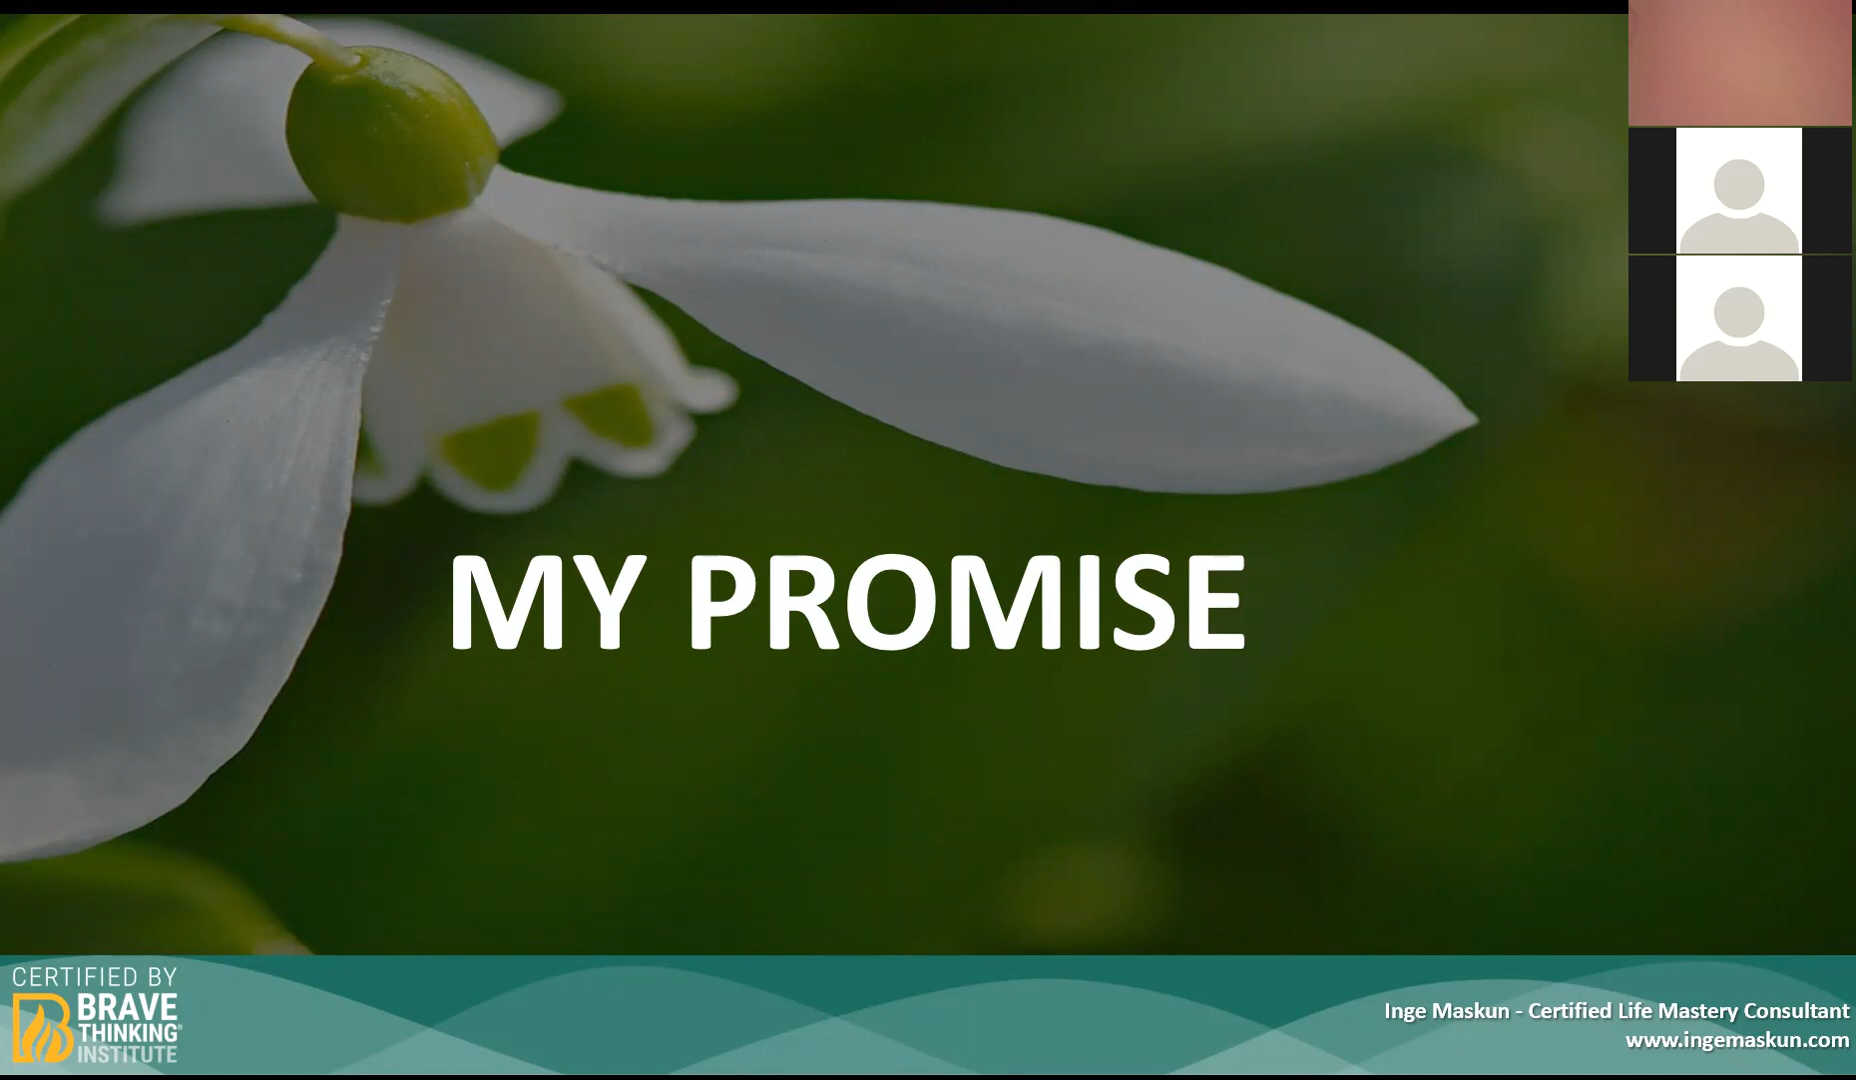 MY PROMISE
CERTIFIED BY
BRAVE
THINKING®
INSTITUTE
Inge Maskun - Certified Life Mastery Consultant
www.ingemaskun.com